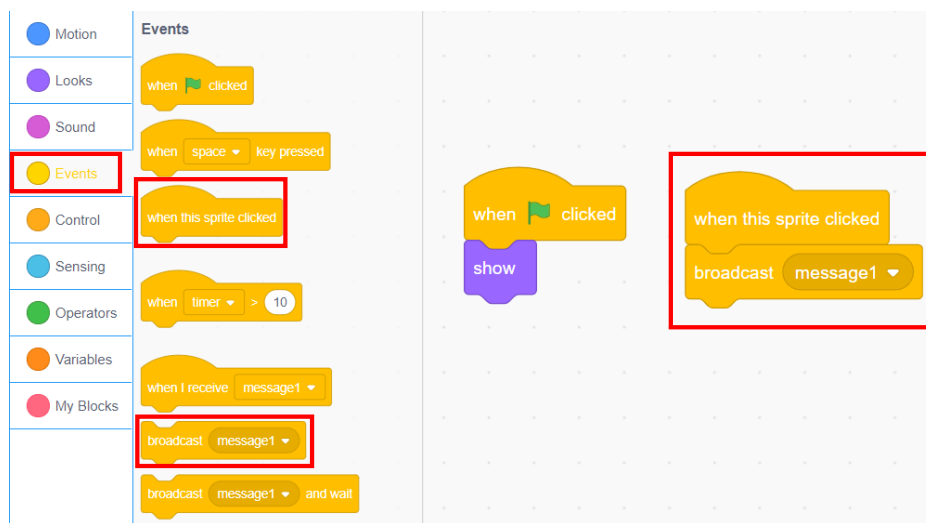 Motion
Looks
Sound
Events
Control
Sensing
Operators
Variables
My Blocks
Events
when clicked
when space key pressed
when this sprite clicked
when timer > 10
when I receive message1
broadcast message1
broadcast message1 and wait
when clicked
show
when this sprite clicked
broadcast message1